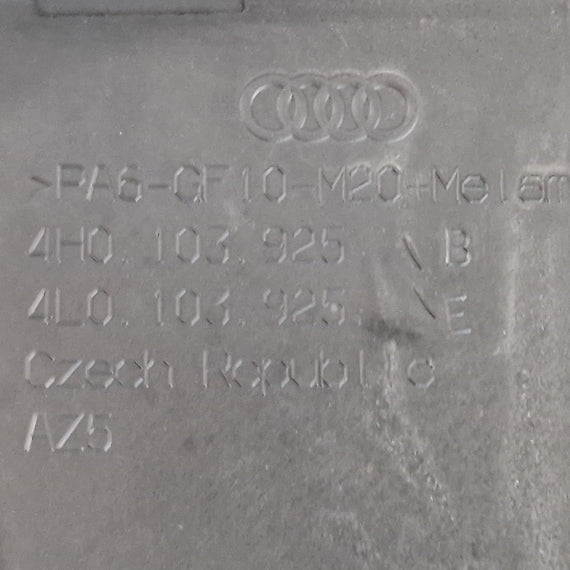 >PA6-GF10-M20+Melam
4H0.103.925 \ B
4L0.103.925. \ E
Czech Republic
AZ5